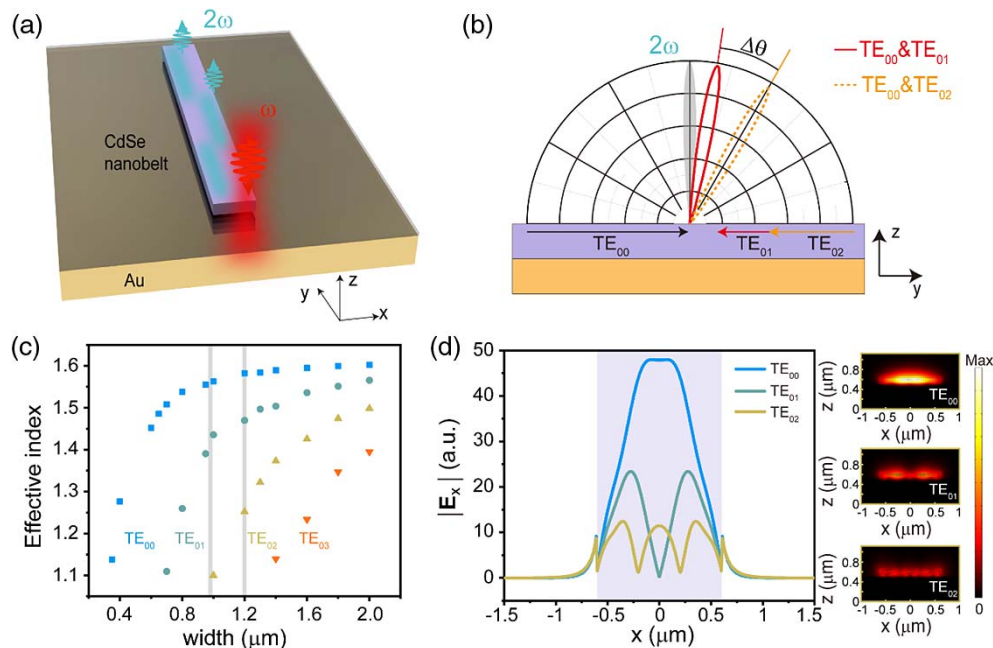 (a)
2ω
ω
CdSe
nanobelt
Au
z
y
x
(b)
2ω
Δθ
TE₀₀&TE₀₁
TE₀₀&TE₀₂
TE₀₀
TE₀₁
TE₀₂
z
y
(c)
Effective index
1.6
1.5
1.4
1.3
1.2
1.1
TE₀₀
TE₀₁
TE₀₂
TE₀₃
0.4 0.8 1.2 1.6 2.0
width (μm)
(d)
|Eₓ| (a.u.)
50
40
30
20
10
0
TE₀₀
TE₀₁
TE₀₂
-1.5 -1.0 -0.5 0.0 0.5 1.0 1.5
x (μm)
z (μm)
0.8
0.4
0
TE₀₀
-1 -0.5 0 0.5 1
x (μm)
z (μm)
0.8
0.4
0
TE₀₁
-1 -0.5 0 0.5 1
x (μm)
z (μm)
0.8
0.4
0
TE₀₂
-1 -0.5 0 0.5 1
x (μm)
Max
0